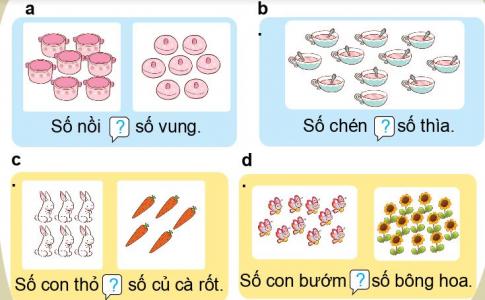 a
b
.
Số nồi ? số vung.
Số chén ? số thìa.
c
d
.
.
Số con thỏ ? số củ cà rốt.
Số con bướm ? số bông hoa.